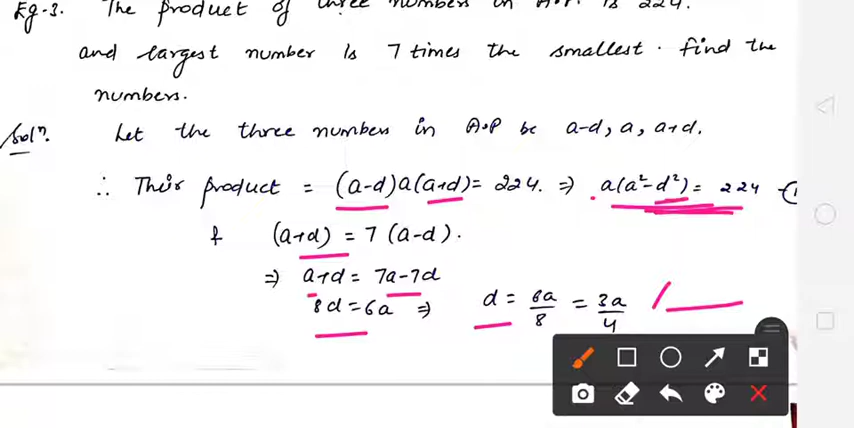 Eg-3. The product of three numbers in A.P is 224.
and largest number is 7 times the smallest. find the
numbers.
Solⁿ. Let the three numbers in A.P be a-d, a, a+d.
∴ Their product = (a-d)a(a+d)= 224. ⇒ a(a²-d²)= 224 -①
& (a+d) = 7 (a-d).
⇒ a+d = 7a-7d
8d = 6a ⇒ d = 6a/8 = 3a/4